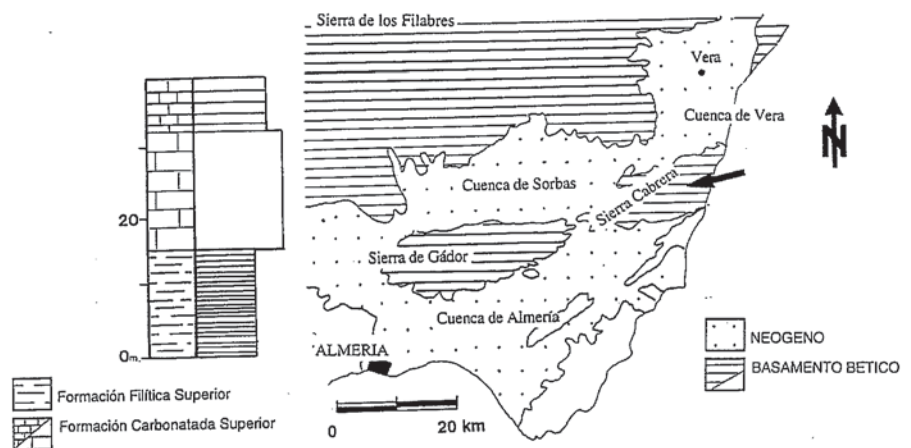 Sierra de los Filabres
Vera
Cuenca de Vera
N
Cuenca de Sorbas
Sierra Cabrera
20
Sierra de Gádor
Cuenca de Almería
NEOGENO
BASAMENTO BETICO
0m.
ALMERIA
Formación Filítica Superior
Formación Carbonatada Superior
0 20 km